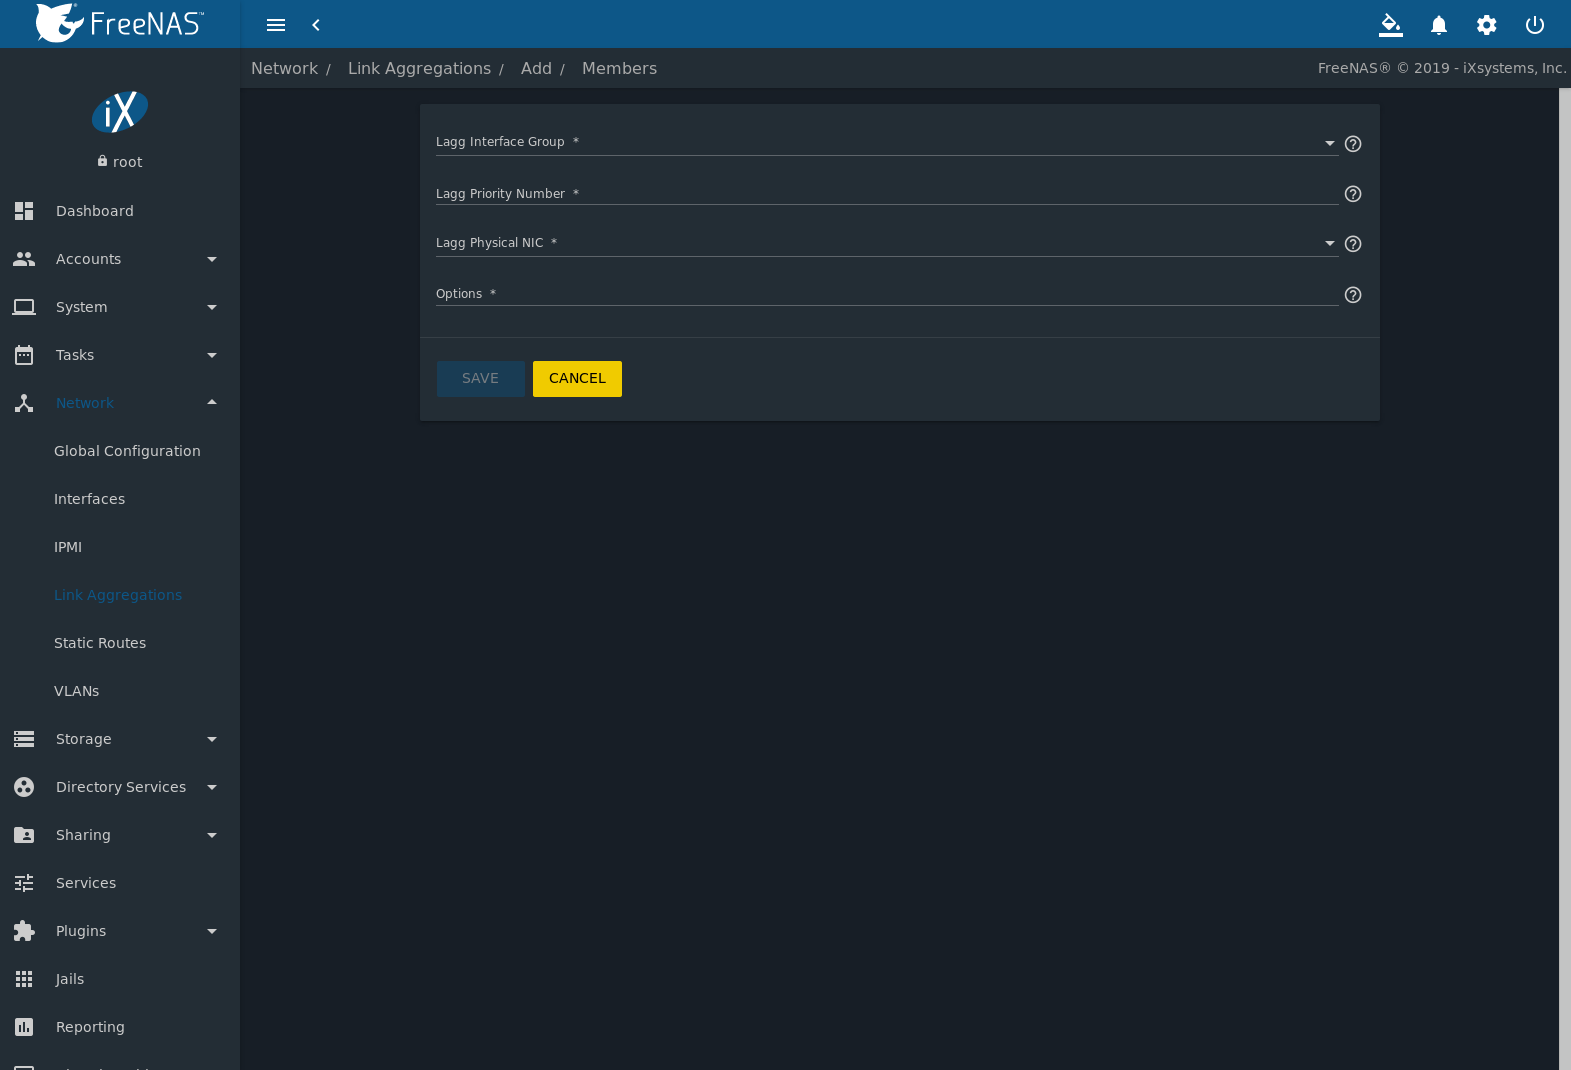 FreeNAS™
Network / Link Aggregations / Add / Members
FreeNAS® © 2019 - iXsystems, Inc.
iX
root
Dashboard
Accounts
System
Tasks
Network
Global Configuration
Interfaces
IPMI
Link Aggregations
Static Routes
VLANs
Storage
Directory Services
Sharing
Services
Plugins
Jails
Reporting
Lagg Interface Group *
Lagg Priority Number *
Lagg Physical NIC *
Options *
SAVE
CANCEL